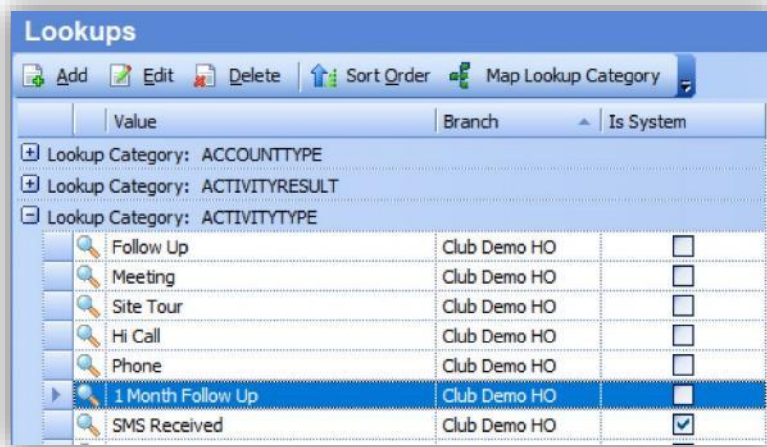 Lookups
Add Edit Delete Sort Order Map Lookup Category
Value Branch Is System
Lookup Category: ACCOUNTTYPE
Lookup Category: ACTIVITYRESULT
Lookup Category: ACTIVITYTYPE
Follow Up Club Demo HO
Meeting Club Demo HO
Site Tour Club Demo HO
Hi Call Club Demo HO
Phone Club Demo HO
1 Month Follow Up Club Demo HO
SMS Received Club Demo HO